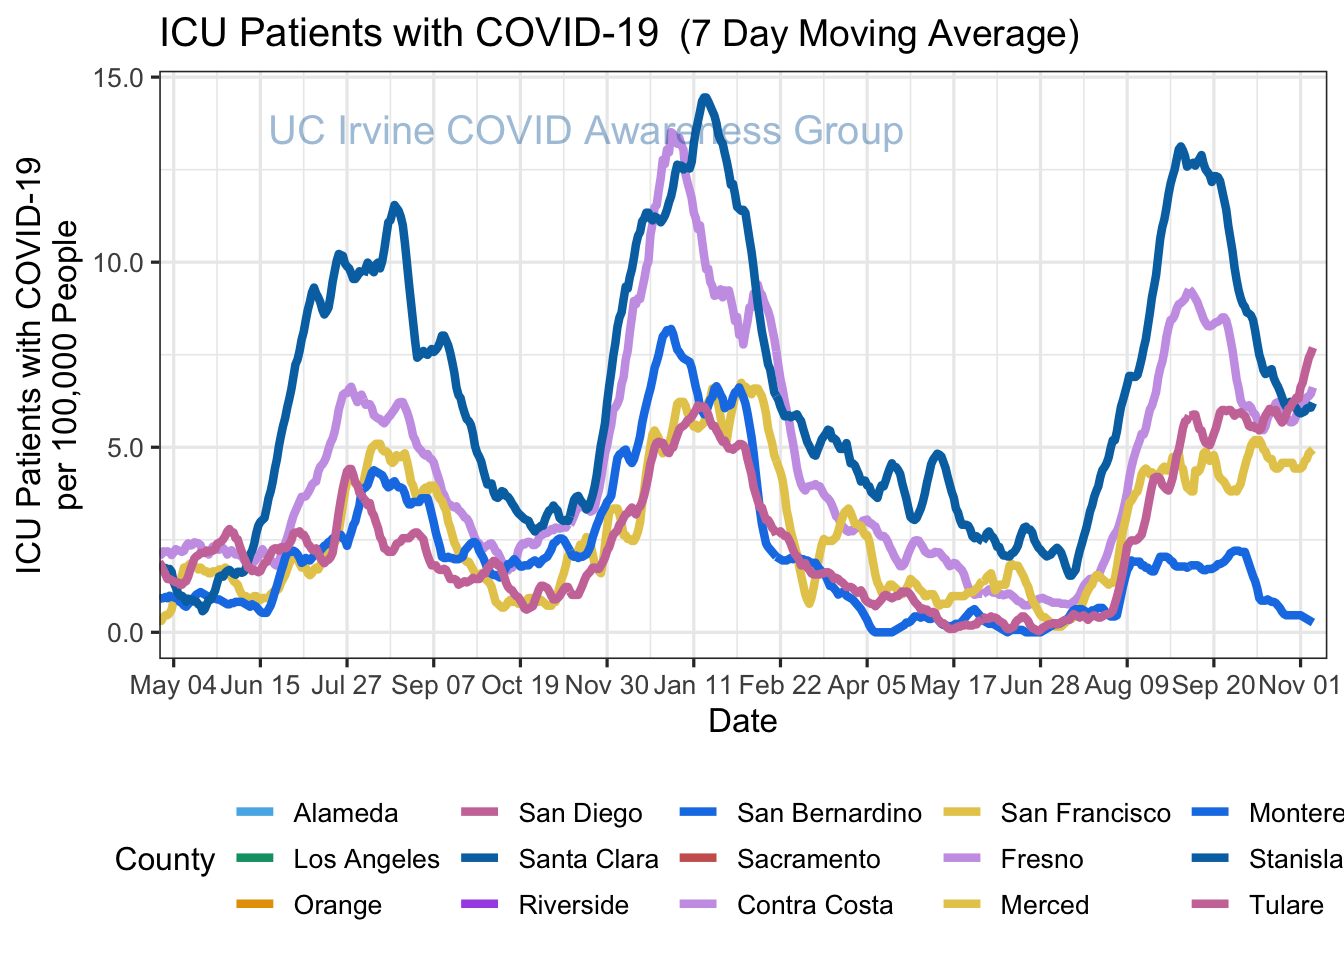 ICU Patients with COVID-19 (7 Day Moving Average)
UC Irvine COVID Awareness Group
ICU Patients with COVID-19
per 100,000 People
15.0
10.0
5.0
0.0
May 04 Jun 15 Jul 27 Sep 07 Oct 19 Nov 30 Jan 11 Feb 22 Apr 05 May 17 Jun 28 Aug 09 Sep 20 Nov 01
Date
County
Alameda San Diego San Bernardino San Francisco Montere
Los Angeles Santa Clara Sacramento Fresno Stanisla
Orange Riverside Contra Costa Merced Tulare